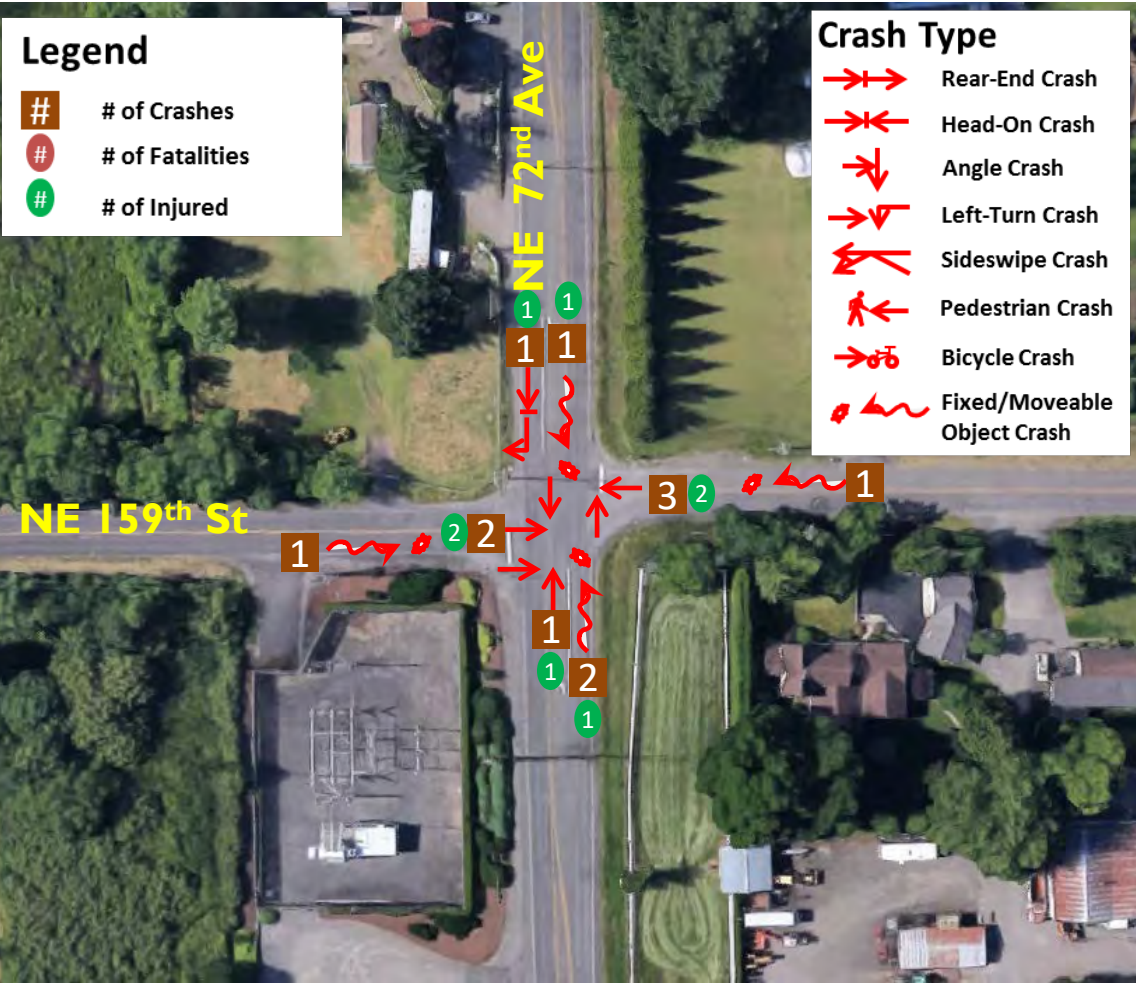 Legend
# # of Crashes
# # of Fatalities
# # of Injured
NE 72nd Ave
Crash Type
Rear-End Crash
Head-On Crash
Angle Crash
Left-Turn Crash
Sideswipe Crash
Pedestrian Crash
Bicycle Crash
Fixed/Moveable
Object Crash
1 1
1 1
NE 159th St
3 2
1
1
2 2
1
1
2
1